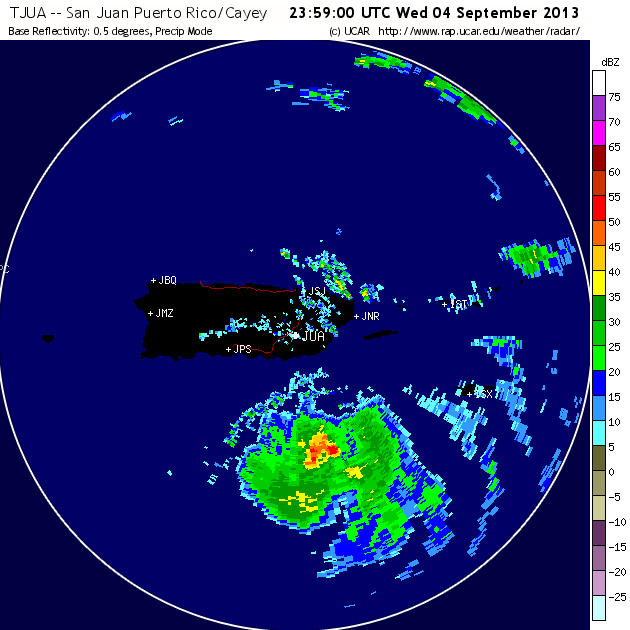 TJUA -- San Juan Puerto Rico/Cayey 23:59:00 UTC Wed 04 September 2013
Base Reflectivity: 0.5 degrees, Precip Mode (c) UCAR http://www.rap.ucar.edu/weather/radar/
dBZ
75
70
65
60
55
50
45
40
35
30
25
20
15
10
5
0
-5
-10
-15
-20
-25
+JBQ
JSJ
+JMZ
+JNR
JUA
+JPS